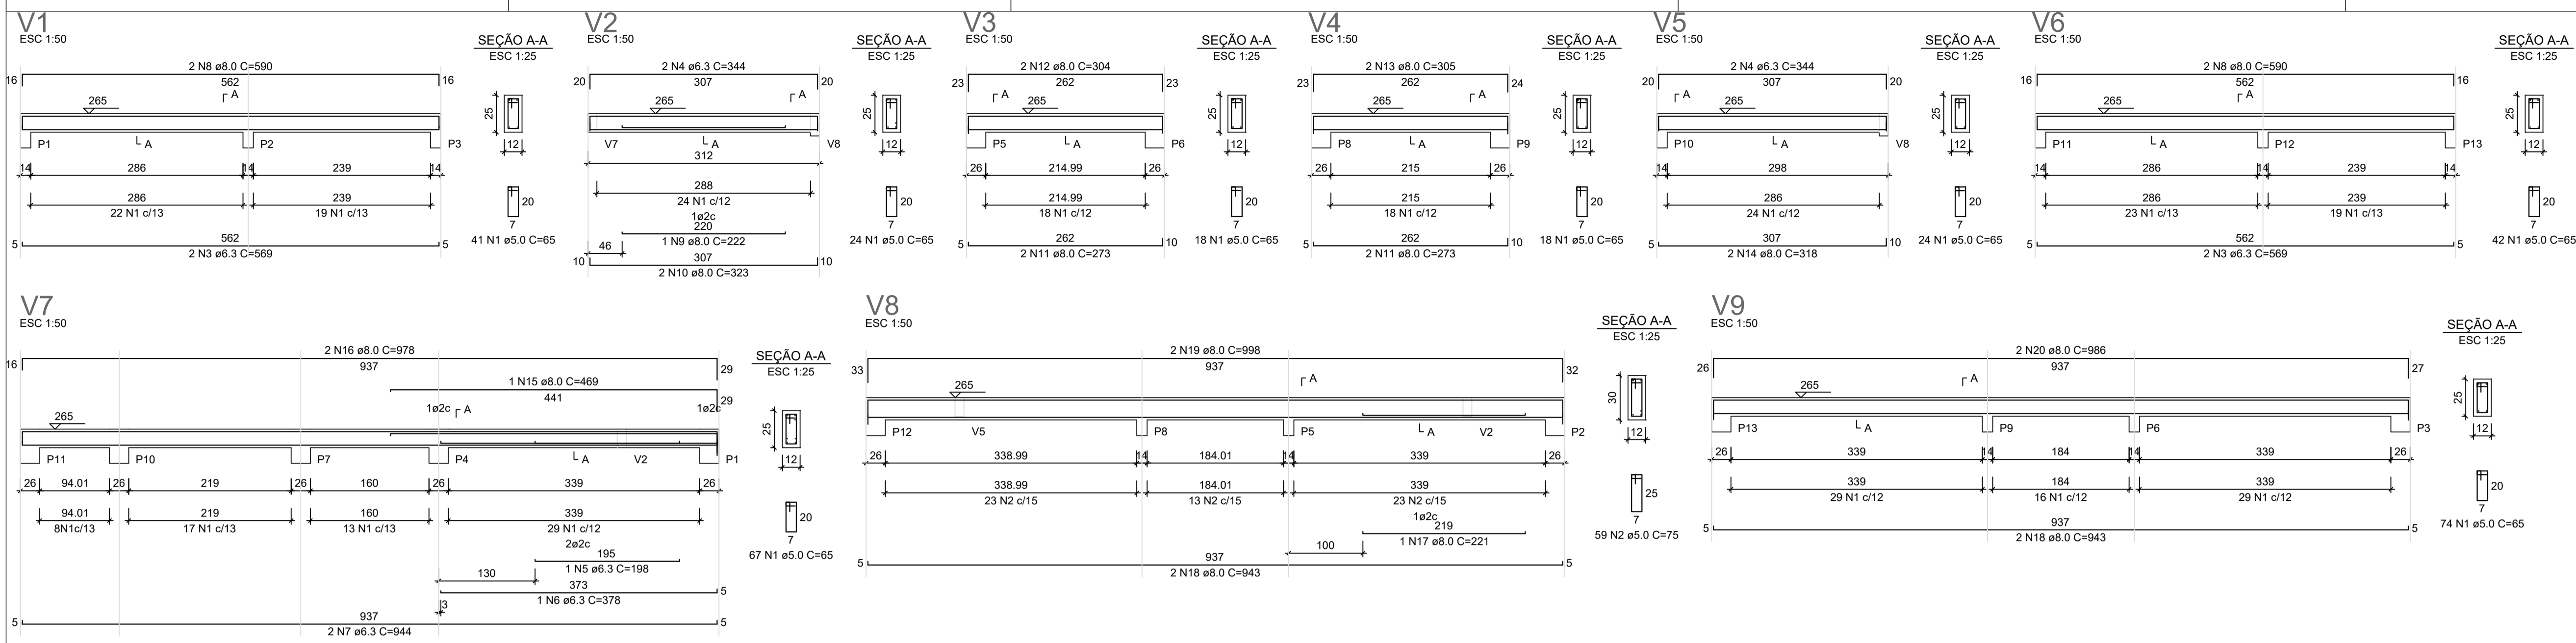 V1
ESC 1:50
SEÇÃO A-A
ESC 1:25
2 N8 ø8.0 C=590
16
562
16
A
265
25
P1
A
P2
P3
12
14
286
14
239
14
286
239
22 N1 c/13
19 N1 c/13
20
7
41 N1 ø5.0 C=65
5
562
5
2 N3 ø6.3 C=569
V2
ESC 1:50
SEÇÃO A-A
ESC 1:25
2 N4 ø6.3 C=344
20
307
20
A
265
25
V7
A
V8
12
312
288
24 N1 c/12
20
7
24 N1 ø5.0 C=65
1ø2c
220
46
1 N9 ø8.0 C=222
10
307
10
2 N10 ø8.0 C=323
V3
ESC 1:50
SEÇÃO A-A
ESC 1:25
2 N12 ø8.0 C=304
23
262
23
A
265
25
P5
A
P6
12
26
214.99
26
214.99
18 N1 c/12
20
7
18 N1 ø5.0 C=65
5
262
10
2 N11 ø8.0 C=273
V4
ESC 1:50
SEÇÃO A-A
ESC 1:25
2 N13 ø8.0 C=305
23
262
24
A
265
25
P8
A
P9
12
26
215
26
215
18 N1 c/12
20
7
18 N1 ø5.0 C=65
5
262
10
2 N11 ø8.0 C=273
V5
ESC 1:50
SEÇÃO A-A
ESC 1:25
2 N4 ø6.3 C=344
20
307
20
A
265
25
P10
A
V8
12
14
298
286
24 N1 c/12
20
7
24 N1 ø5.0 C=65
5
307
10
2 N14 ø8.0 C=318
V6
ESC 1:50
SEÇÃO A-A
ESC 1:25
2 N8 ø8.0 C=590
16
562
16
A
265
25
P11
A
P12
P13
12
14
286
14
239
14
286
239
23 N1 c/13
19 N1 c/13
20
7
42 N1 ø5.0 C=65
5
562
5
2 N3 ø6.3 C=569
V7
ESC 1:50
SEÇÃO A-A
ESC 1:25
2 N16 ø8.0 C=978
16
937
29
1 N15 ø8.0 C=469
441
29
1ø2c
A
1ø2c
265
25
P11
P10
P7
P4
A
V2
P1
12
26
94.01
26
219
26
160
26
339
26
94.01
219
160
339
8N1c/13
17 N1 c/13
13 N1 c/13
29 N1 c/12
20
7
67 N1 ø5.0 C=65
2ø2c
195
130
1 N5 ø6.3 C=198
373
5
1 N6 ø6.3 C=378
3
5
937
5
2 N7 ø6.3 C=944
V8
ESC 1:50
SEÇÃO A-A
ESC 1:25
2 N19 ø8.0 C=998
33
937
32
A
265
30
P12
V5
P8
P5
A
V2
P2
12
26
338.99
14
184.01
14
339
26
338.99
184.01
339
23 N2 c/15
13 N2 c/15
23 N2 c/15
25
7
59 N2 ø5.0 C=75
1ø2c
219
100
1 N17 ø8.0 C=221
5
937
5
2 N18 ø8.0 C=943
V9
ESC 1:50
SEÇÃO A-A
ESC 1:25
2 N20 ø8.0 C=986
26
937
27
A
265
25
P13
A
P9
P6
P3
12
26
339
14
184
14
339
26
339
184
339
29 N1 c/12
16 N1 c/12
29 N1 c/12
20
7
74 N1 ø5.0 C=65
5
937
5
2 N18 ø8.0 C=943